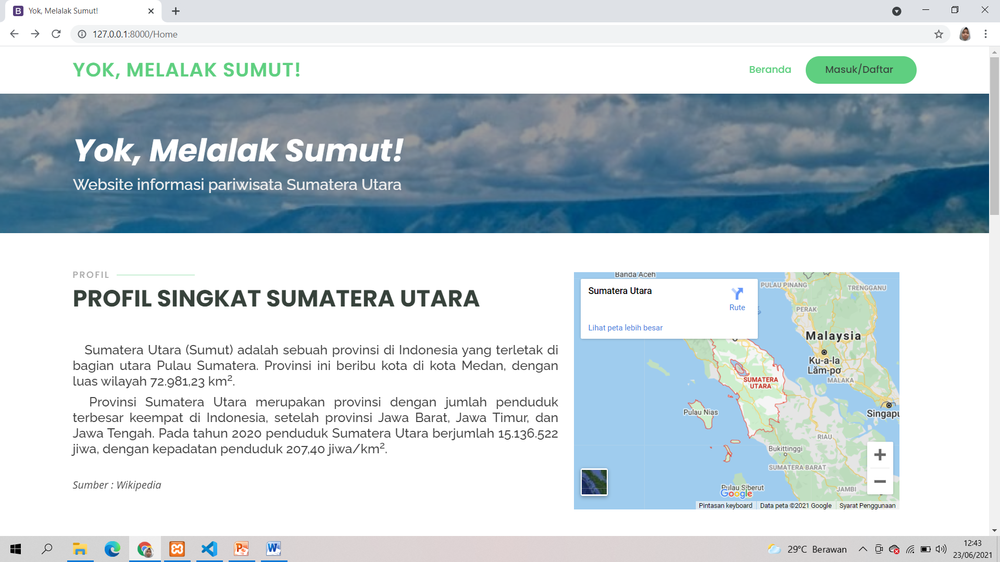 Yok, Melalak Sumut!
127.0.0.1:8000/Home
YOK, MELALAK SUMUT!
Beranda
Masuk/Daftar
Yok, Melalak Sumut!
Website informasi pariwisata Sumatera Utara
PROFIL
PROFIL SINGKAT SUMATERA UTARA
Sumatera Utara (Sumut) adalah sebuah provinsi di Indonesia yang terletak di
bagian utara Pulau Sumatera. Provinsi ini beribu kota di kota Medan, dengan
luas wilayah 72.981,23 km².
Provinsi Sumatera Utara merupakan provinsi dengan jumlah penduduk
terbesar keempat di Indonesia, setelah provinsi Jawa Barat, Jawa Timur, dan
Jawa Tengah. Pada tahun 2020 penduduk Sumatera Utara berjumlah 15.136.522
jiwa, dengan kepadatan penduduk 207,40 jiwa/km².
Sumber : Wikipedia
Banda Aceh
Sumatera Utara
Rute
Lihat peta lebih besar
PULAU PINANG
TRENGGANU
PERAK
Malaysia
Ku-a-la
Lăm-pơ
MALAKA
SUMATERA
UTARA
Pulau Nias
Singapu
RIAU
Bukittinggi
SUMATERA BARAT
Pulau Siberut
JAMBI
Google
Pintasan keyboard
Data peta ©2021 Google
Syarat Penggunaan
29°C Berawan
12:43
23/06/2021